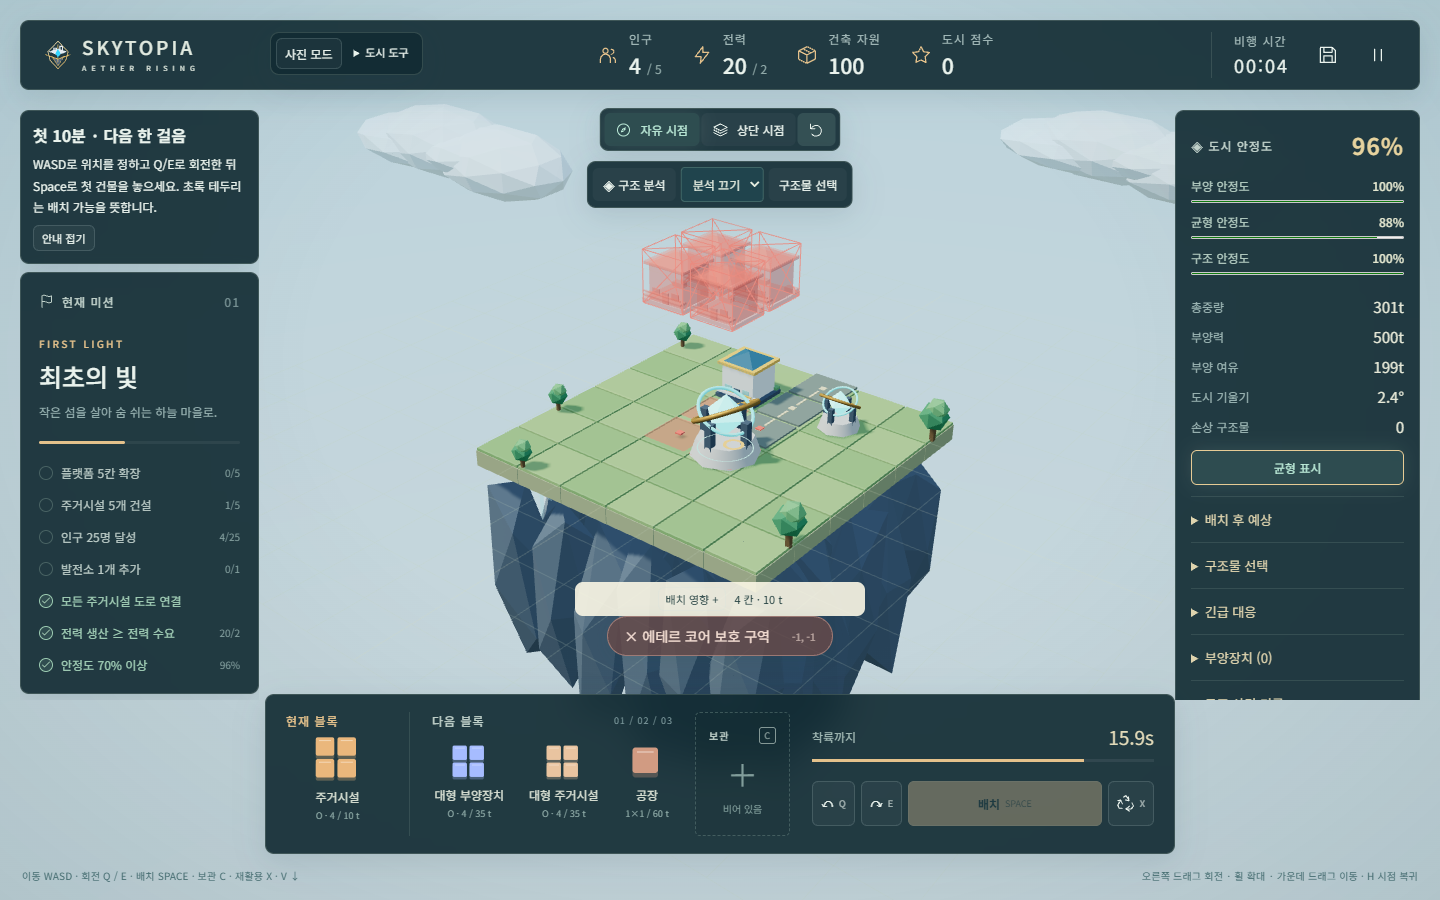 SKYTOPIA
AETHER RISING
사진 모드
▶ 도시 도구
인구
4 / 5
전력
20 / 2
건축 자원
100
도시 점수
0
비행 시간
00:04
첫 10분 · 다음 한 걸음
WASD로 위치를 정하고 Q/E로 회전한 뒤
Space로 첫 건물을 놓으세요. 초록 테두리
는 배치 가능을 뜻합니다.
안내 접기
현재 미션
01
FIRST LIGHT
최초의 빛
작은 섬을 살아 숨 쉬는 하늘 마을로.
플랫폼 5칸 확장 0/5
주거시설 5개 건설 1/5
인구 25명 달성 4/25
발전소 1개 추가 0/1
모든 주거시설 도로 연결
전력 생산 ≥ 전력 수요 20/2
안정도 70% 이상 96%
자유 시점
상단 시점
◈ 구조 분석
분석 끄기
구조물 선택
◈ 도시 안정도 96%
부양 안정도 100%
균형 안정도 88%
구조 안정도 100%
총중량 301t
부양력 500t
부양 여유 199t
도시 기울기 2.4°
손상 구조물 0
균형 표시
▶ 배치 후 예상
▶ 구조물 선택
▶ 긴급 대응
▶ 부양장치 (0)
배치 영향 + 4 칸 · 10 t
✕ 에테르 코어 보호 구역 -1, -1
현재 블록
주거시설
O · 4 / 10 t
다음 블록
01 / 02 / 03
대형 부양장치
O · 4 / 35 t
대형 주거시설
O · 4 / 35 t
공장
1×1 / 60 t
보관 C
비어 있음
착륙까지 15.9s
Q
E
배치 SPACE
X
이동 WASD · 회전 Q / E · 배치 SPACE · 보관 C · 재활용 X · V ↓
오른쪽 드래그 회전 · 휠 확대 · 가운데 드래그 이동 · H 시점 복귀